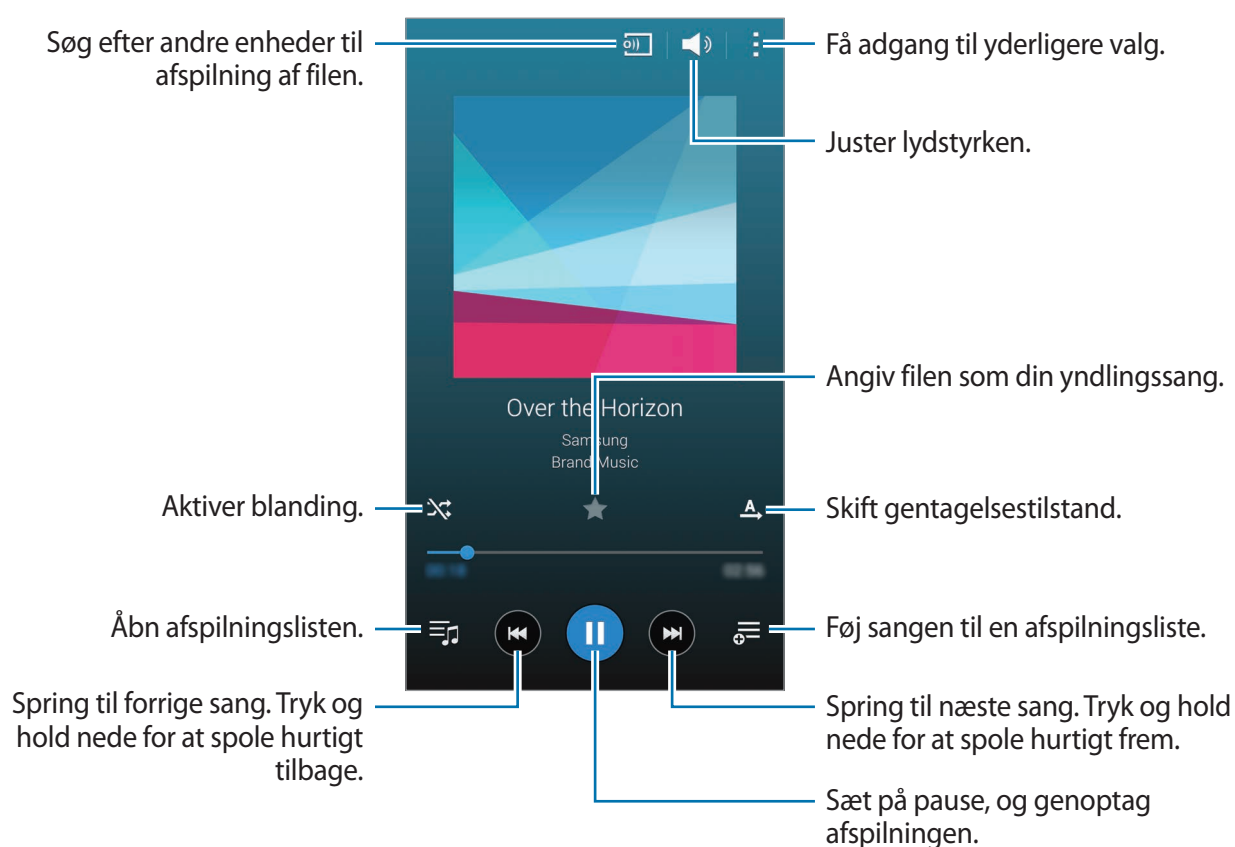 Søg efter andre enheder til
afspilning af filen.
Få adgang til yderligere valg.
Juster lydstyrken.
Angiv filen som din yndlingssang.
Over the Horizon
Samsung
Brand Music
Aktiver blanding.
A
Skift gentagelsestilstand.
Åbn afspilningslisten.
Føj sangen til en afspilningsliste.
Spring til forrige sang. Tryk og
hold nede for at spole hurtigt
tilbage.
Spring til næste sang. Tryk og hold
nede for at spole hurtigt frem.
Sæt på pause, og genoptag
afspilningen.